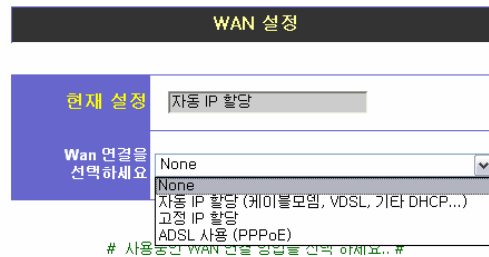 WAN 설정
현재 설정
자동 IP 할당
Wan 연결을
선택하세요
None
None
자동 IP 할당 (케이블모뎀, VDSL, 기타 DHCP...)
고정 IP 할당
ADSL 사용 (PPPoE)
# 사용중인 WAN 연결 방법을 선택 하세요.. #